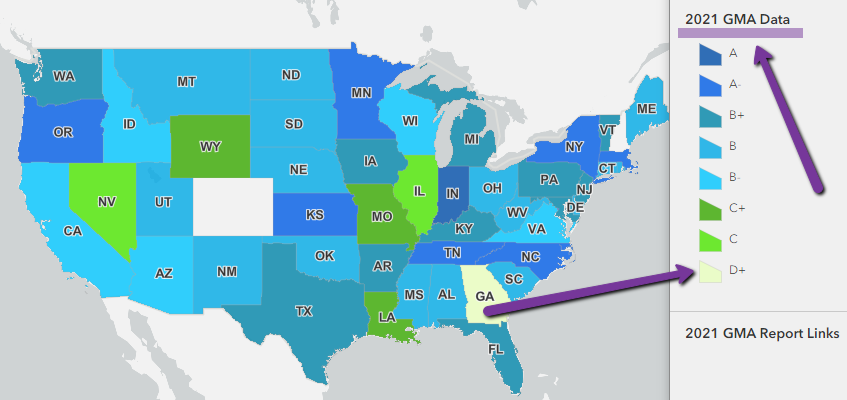 2021 GMA Data
A
A-
B+
B
B-
C+
C
D+
2021 GMA Report Links
WA
MT
ND
MN
OR
ID
WI
ME
VT
SD
WY
MI
NY
CT
IA
NE
PA
NJ
NV
UT
IL
IN
OH
DE
CA
KS
MO
WV
VA
KY
AZ
NM
OK
TN
NC
AR
SC
MS
AL
GA
TX
LA
FL